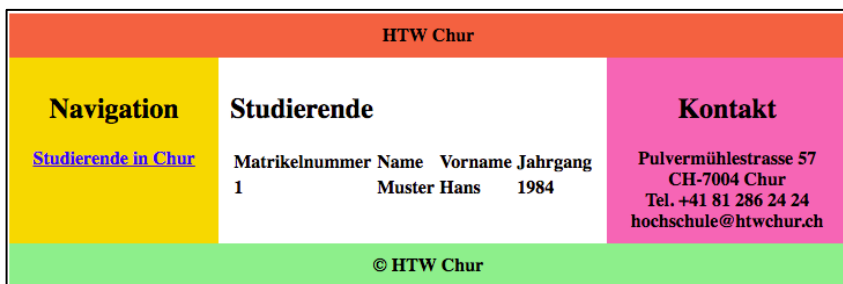 HTW Chur
Navigation
Studierende in Chur
Studierende
Matrikelnummer Name Vorname Jahrgang
1 Muster Hans 1984
Kontakt
Pulvermühlestrasse 57
CH-7004 Chur
Tel. +41 81 286 24 24
hochschule@htwchur.ch
© HTW Chur